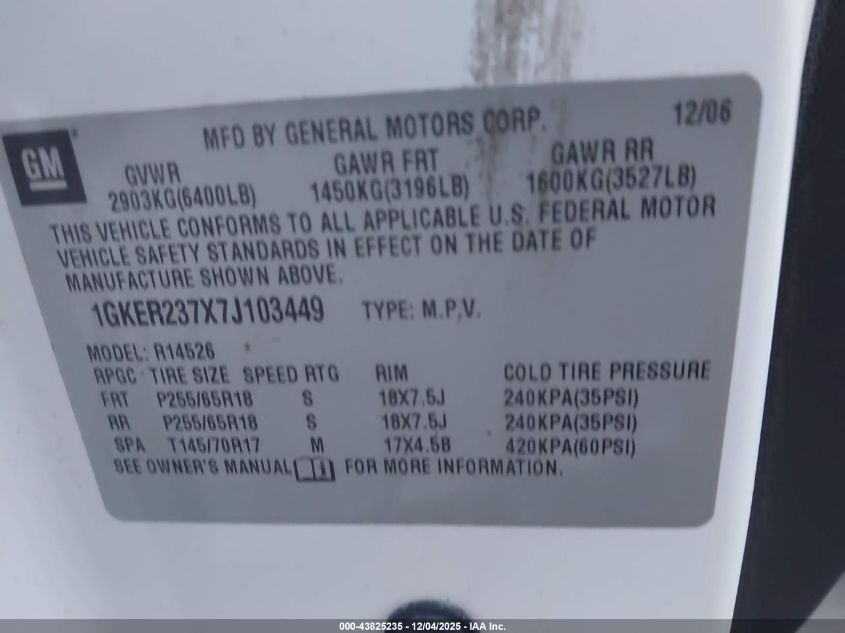 GM®
MFD BY GENERAL MOTORS CORP.
12/06
GVWR
GAWR FRT
GAWR RR
2903KG(6400LB)
1450KG(3196LB)
1600KG(3527LB)
THIS VEHICLE CONFORMS TO ALL APPLICABLE U.S. FEDERAL MOTOR
VEHICLE SAFETY STANDARDS IN EFFECT ON THE DATE OF
MANUFACTURE SHOWN ABOVE.
1GKER237X7J103449 TYPE: M.P.V.
MODEL: R14526
RPGC TIRE SIZE SPEED RTG RIM COLD TIRE PRESSURE
FRT P255/65R18 S 18X7.5J 240KPA(35PSI)
RR P255/65R18 S 18X7.5J 240KPA(35PSI)
SPA T145/70R17 M 17X4.5B 420KPA(60PSI)
SEE OWNER'S MANUAL FOR MORE INFORMATION.
000-43825235 - 12/04/2025 - IAA Inc.